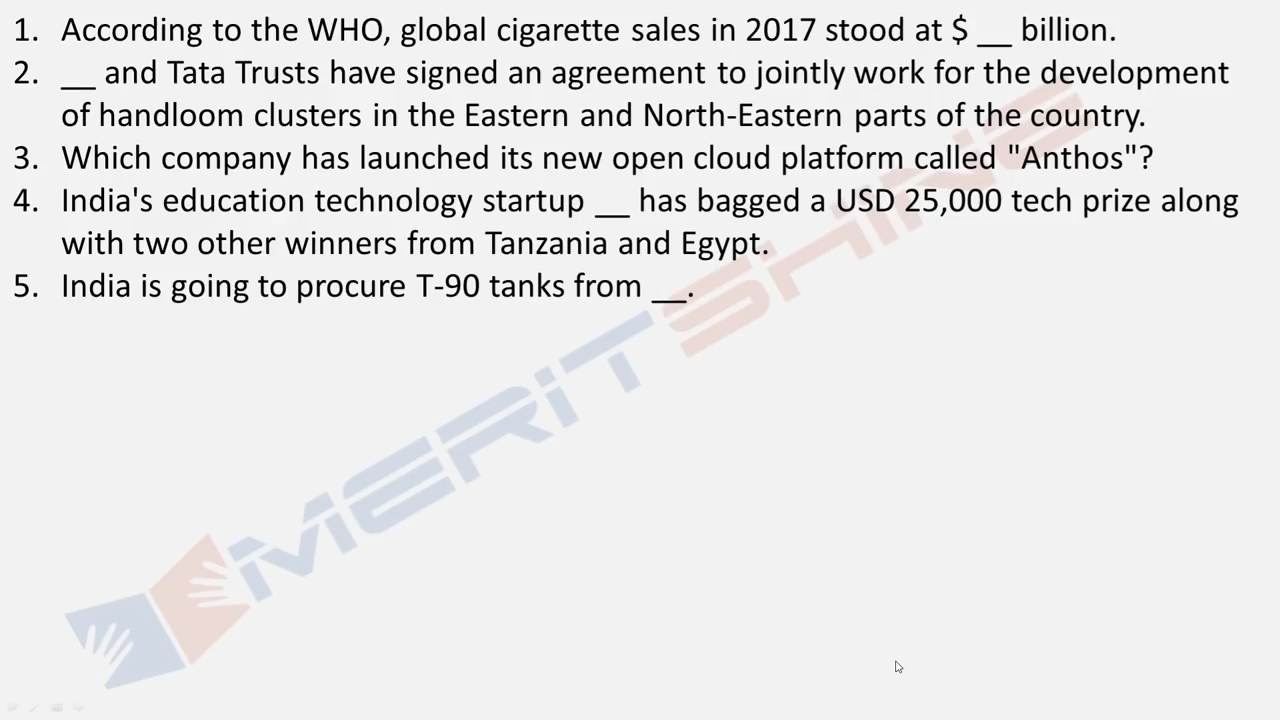 1. According to the WHO, global cigarette sales in 2017 stood at $ __ billion.
2. __ and Tata Trusts have signed an agreement to jointly work for the development
of handloom clusters in the Eastern and North-Eastern parts of the country.
3. Which company has launched its new open cloud platform called "Anthos"?
4. India's education technology startup __ has bagged a USD 25,000 tech prize along
with two other winners from Tanzania and Egypt.
5. India is going to procure T-90 tanks from __.
MERITSHINE